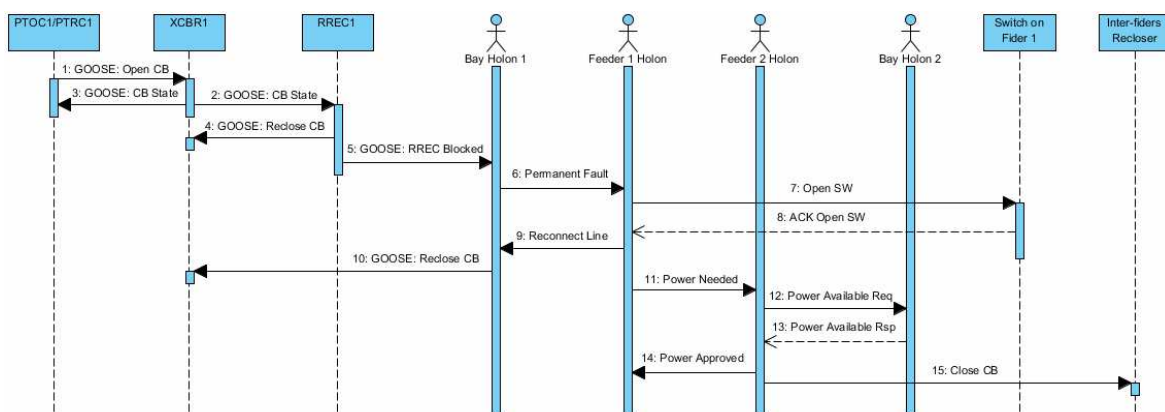 PTOC1/PTRC1
XCBR1
RREC1
Bay Holon 1
Feeder 1 Holon
Feeder 2 Holon
Bay Holon 2
Switch on
Fider 1
Inter-fiders
Recloser
1: GOOSE: Open CB
3: GOOSE: CB State
2: GOOSE: CB State
4: GOOSE: Reclose CB
5: GOOSE: RREC Blocked
6: Permanent Fault
7: Open SW
8: ACK Open SW
9: Reconnect Line
10: GOOSE: Reclose CB
11: Power Needed
12: Power Available Req
13: Power Available Rsp
14: Power Approved
15: Close CB